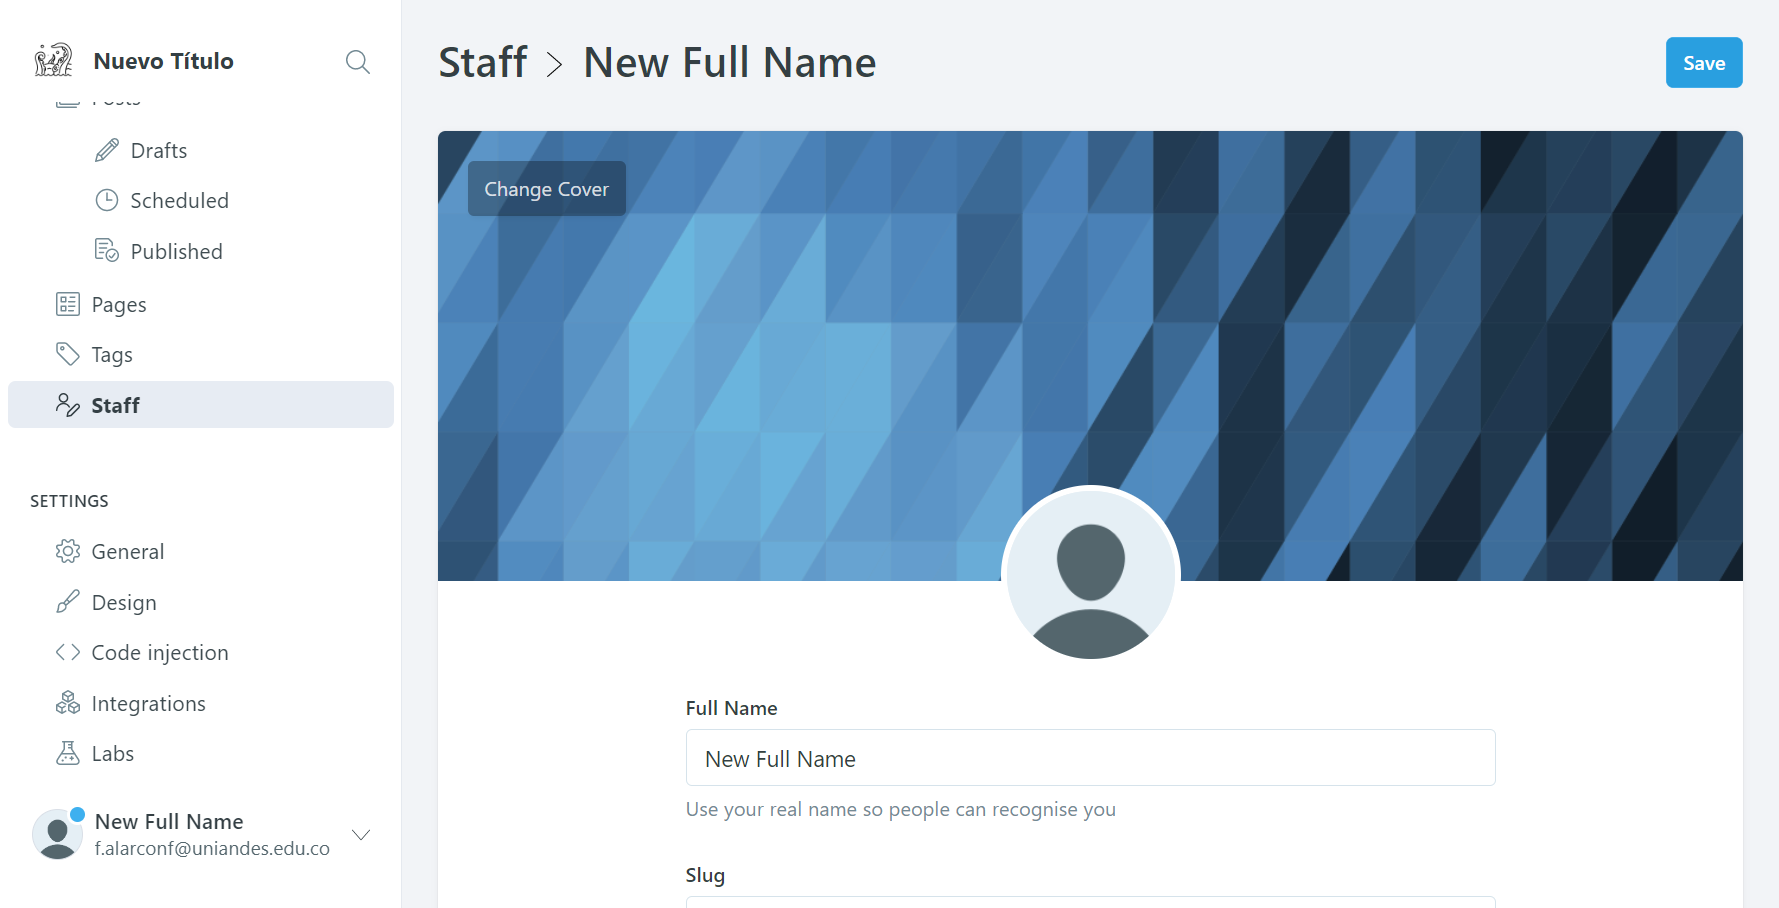 Nuevo Título
Posts
Drafts
Scheduled
Published
Pages
Tags
Staff
SETTINGS
General
Design
Code injection
Integrations
Labs
New Full Name
f.alarconf@uniandes.edu.co
Staff > New Full Name
Save
Change Cover
Full Name
New Full Name
Use your real name so people can recognise you
Slug